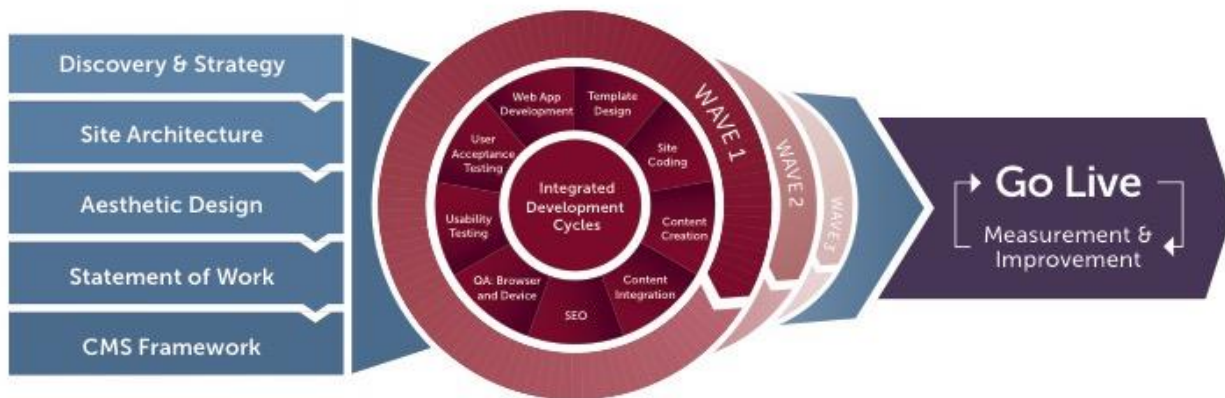 Discovery & Strategy
Site Architecture
Aesthetic Design
Statement of Work
CMS Framework
Integrated
Development
Cycles
Web App
Development
Template
Design
Site
Coding
Content
Creation
Content
Integration
SEO
QA: Browser
and Device
Usability
Testing
User
Acceptance
Testing
WAVE 1
WAVE 2
WAVE 3
Go Live
Measurement &
Improvement